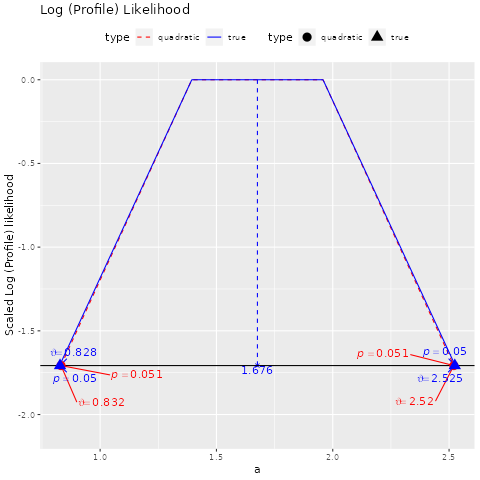 Log (Profile) Likelihood
type quadratic true type quadratic true
Scaled Log (Profile) likelihood
0.0
-0.5
-1.0
-1.5
-2.0
ϑ=0.828
p = 0.05
p = 0.051
ϑ=0.832
1.676
p = 0.051
p = 0.05
ϑ=2.525
ϑ=2.52
1.0 1.5 2.0 2.5
a